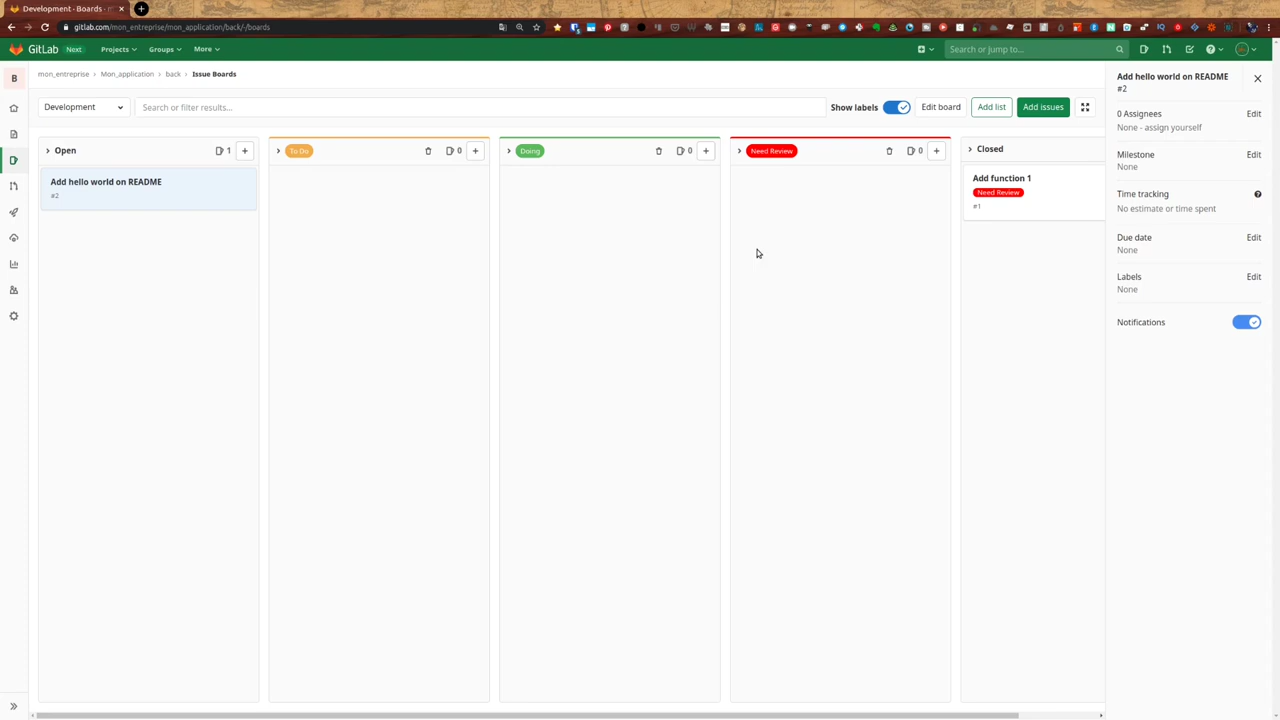 Development - Boards · m
gitlab.com/mon_entreprise/mon_application/back/-/boards
GitLab Next Projects Groups More Search or jump to...
B mon_entreprise › Mon_application › back › Issue Boards
Development Search or filter results... Show labels Edit board Add list Add issues
Open 1 To Do 0 Doing 0 Need Review 0 Closed
Add hello world on README
#2
Add function 1
Need Review
#1
Add hello world on README
#2
0 Assignees Edit
None - assign yourself
Milestone Edit
None
Time tracking
No estimate or time spent
Due date Edit
None
Labels Edit
None
Notifications